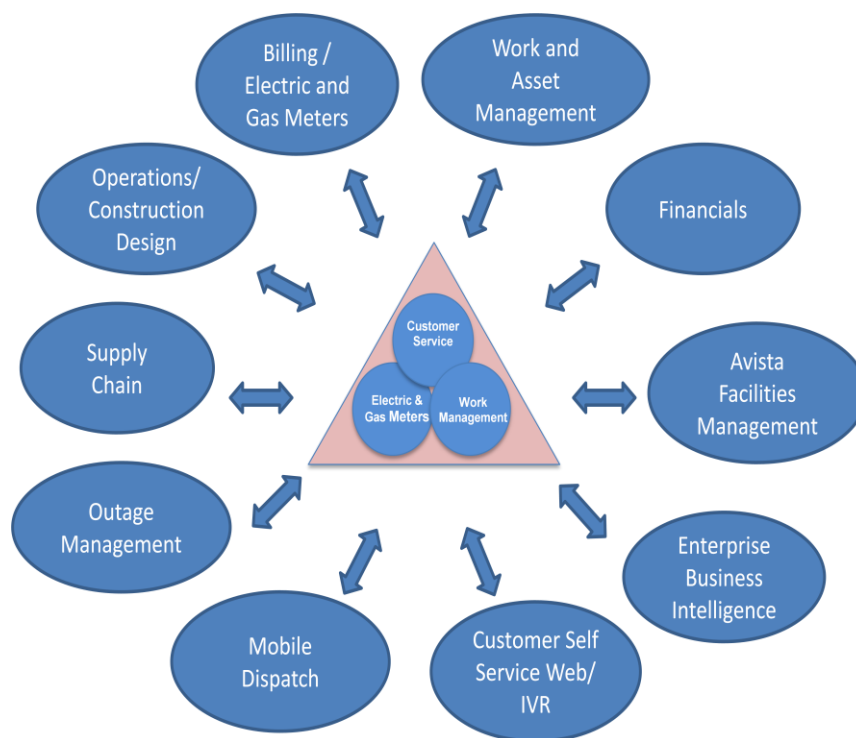 Billing /
Electric and
Gas Meters
Work and
Asset
Management
Operations/
Construction
Design
Financials
Customer
Service
Supply
Chain
Electric &
Gas Meters
Work
Management
Avista
Facilities
Management
Outage
Management
Enterprise
Business
Intelligence
Mobile
Dispatch
Customer Self
Service Web/
IVR